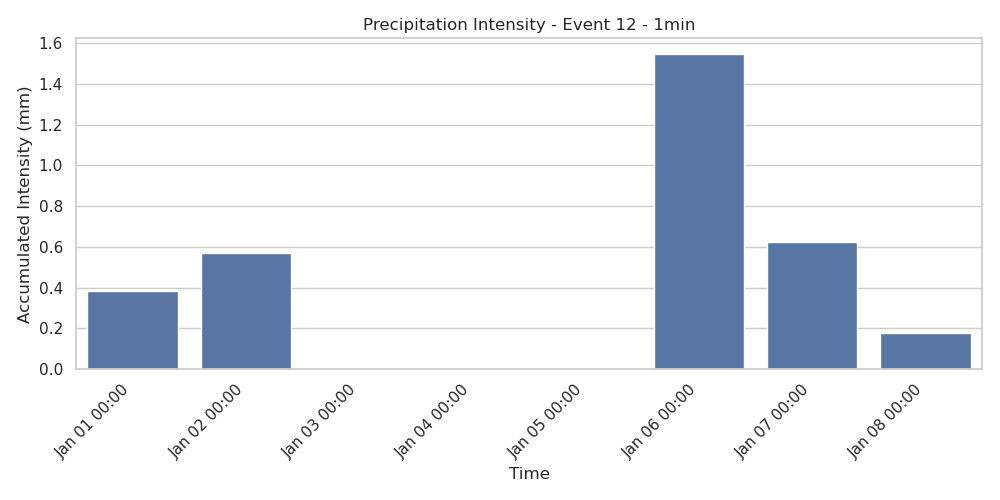 Precipitation Intensity - Event 12 - 1min
Accumulated Intensity (mm)
1.6
1.4
1.2
1.0
0.8
0.6
0.4
0.2
0.0
Jan 01 00:00
Jan 02 00:00
Jan 03 00:00
Jan 04 00:00
Jan 05 00:00
Jan 06 00:00
Jan 07 00:00
Jan 08 00:00
Time